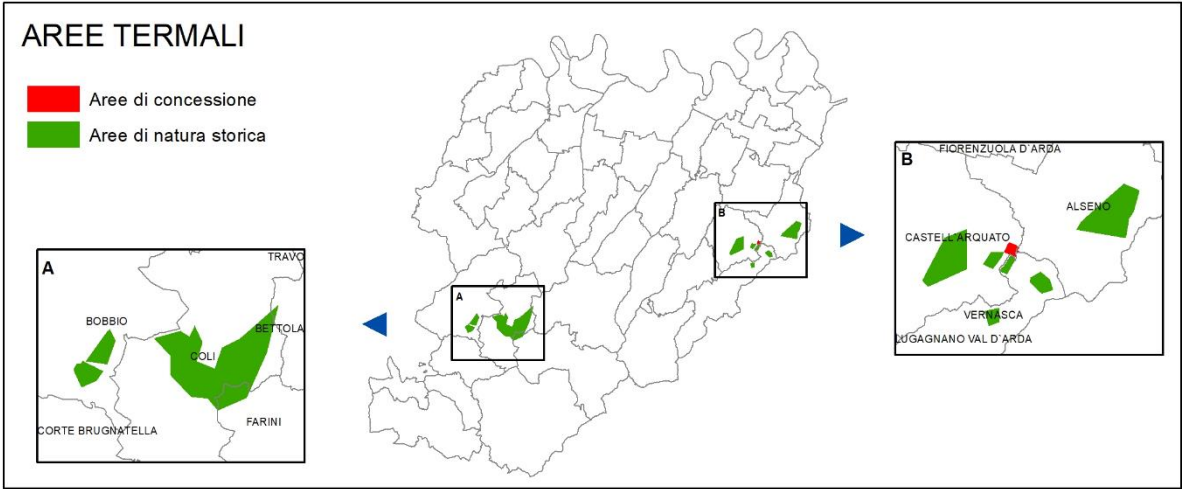 AREE TERMALI
Aree di concessione
Aree di natura storica
A
TRAVO
BOBBIO
BETTOLA
COLI
FARINI
CORTE BRUGNATELLA
A
B
B
FIORENZUOLA D`ARDA
ALSENO
CASTELL`ARQUATO
VERNASCA
LUGAGNANO VAL D`ARDA